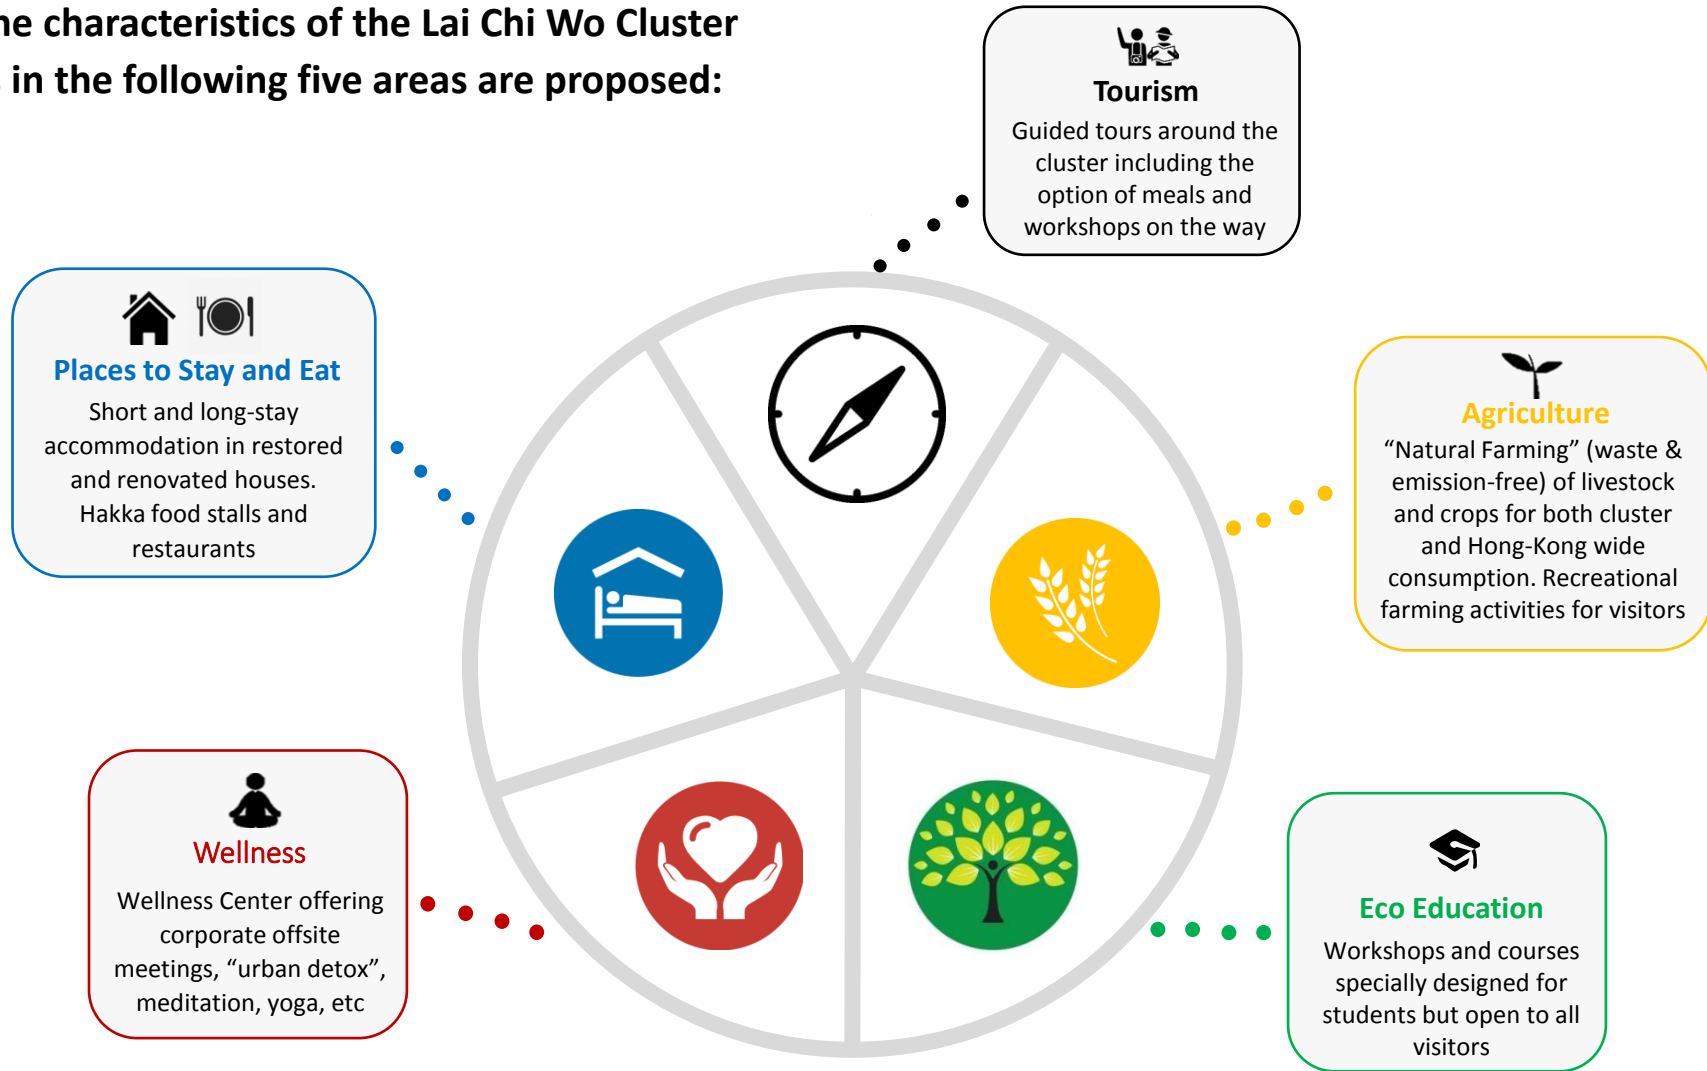 he characteristics of the Lai Chi Wo Cluster
in the following five areas are proposed:
Tourism
Guided tours around the
cluster including the
option of meals and
workshops on the way
Places to Stay and Eat
Short and long-stay
accommodation in restored
and renovated houses.
Hakka food stalls and
restaurants
Agriculture
“Natural Farming” (waste &
emission-free) of livestock
and crops for both cluster
and Hong-Kong wide
consumption. Recreational
farming activities for visitors
Wellness
Wellness Center offering
corporate offsite
meetings, “urban detox”,
meditation, yoga, etc
Eco Education
Workshops and courses
specially designed for
students but open to all
visitors